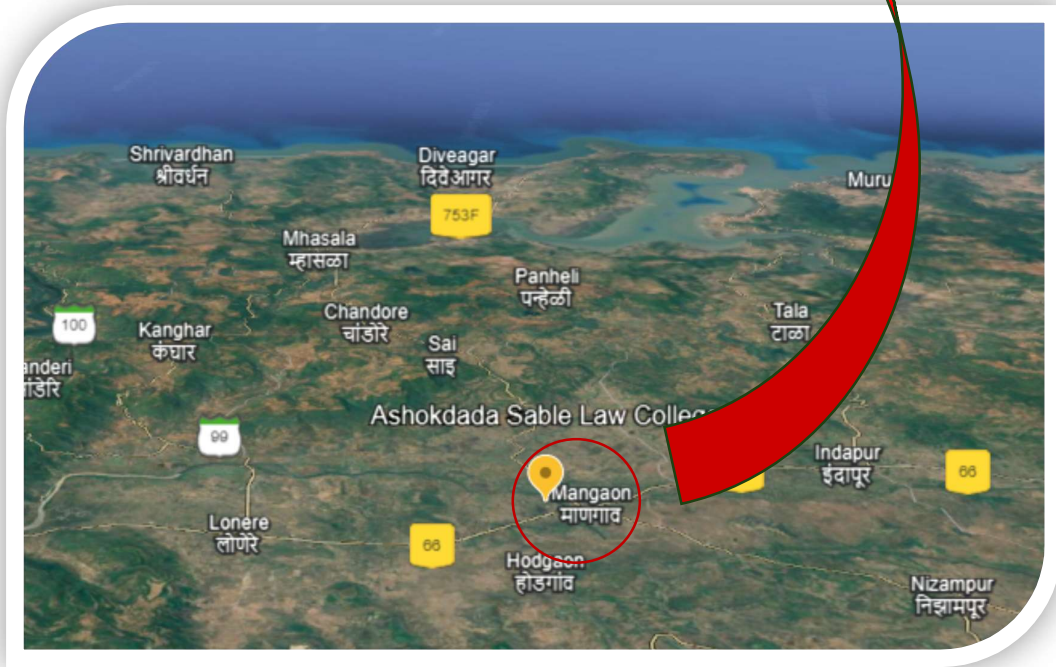 Shrivardhan
श्रीवर्धन
Diveagar
दिवेआगर
Muru
753F
Mhasala
म्हासळा
Panheli
पन्हेळी
100
Kanghar
कंघार
Chandore
चांडोरे
Tala
टाळा
Sai
साइ
anderi
ांडेरि
Ashokdada Sable Law College
99
Indapur
इंदापूर
66
Mangaon
माणगाव
Lonere
लोणेरे
66
Hodgaon
होडगांव
Nizampur
निझामपूर